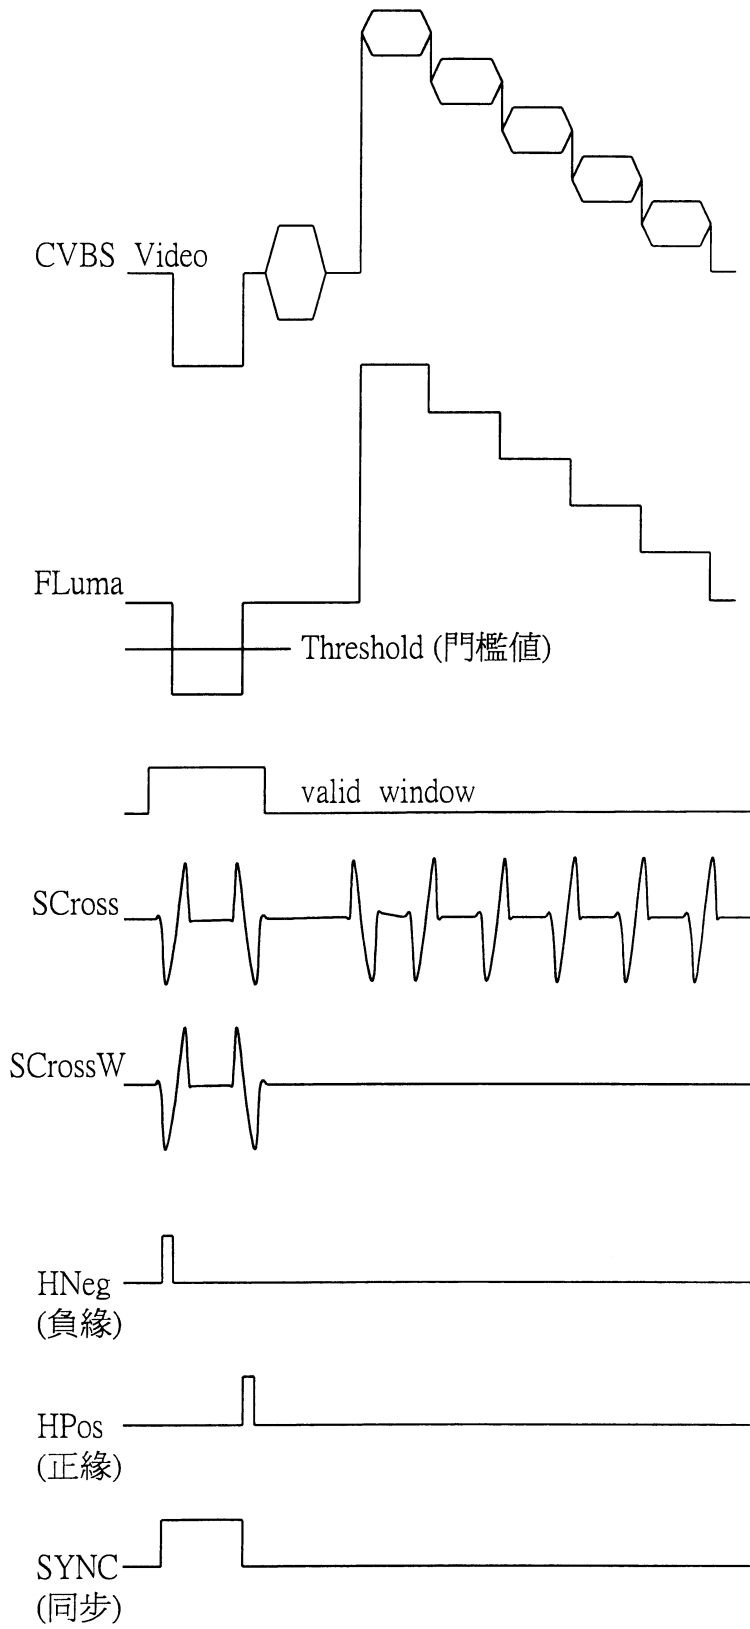 CVBS Video
FLuma
Threshold (門檻値)
valid window
SCross
SCrossW
HNeg
(負緣)
HPos
(正緣)
SYNC
(同步)